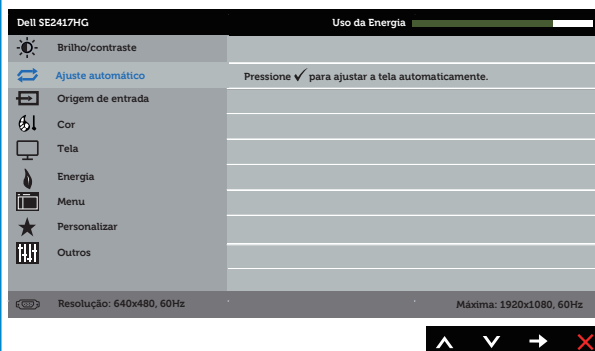 Dell SE2417HG
Uso da Energia
Brilho/contraste
Ajuste automático
Pressione ✓ para ajustar a tela automaticamente.
Origem de entrada
Cor
Tela
Energia
Menu
Personalizar
Outros
Resolução: 640x480, 60Hz
Máxima: 1920x1080, 60Hz